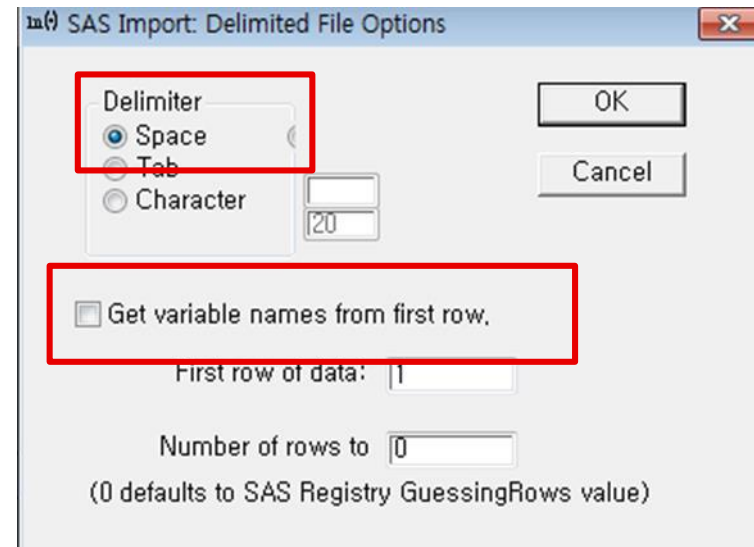 SAS Import: Delimited File Options
Delimiter
Space
Tab
Character
20
OK
Cancel
Get variable names from first row,
First row of data: 1
Number of rows to 0
(0 defaults to SAS Registry GuessingRows value)